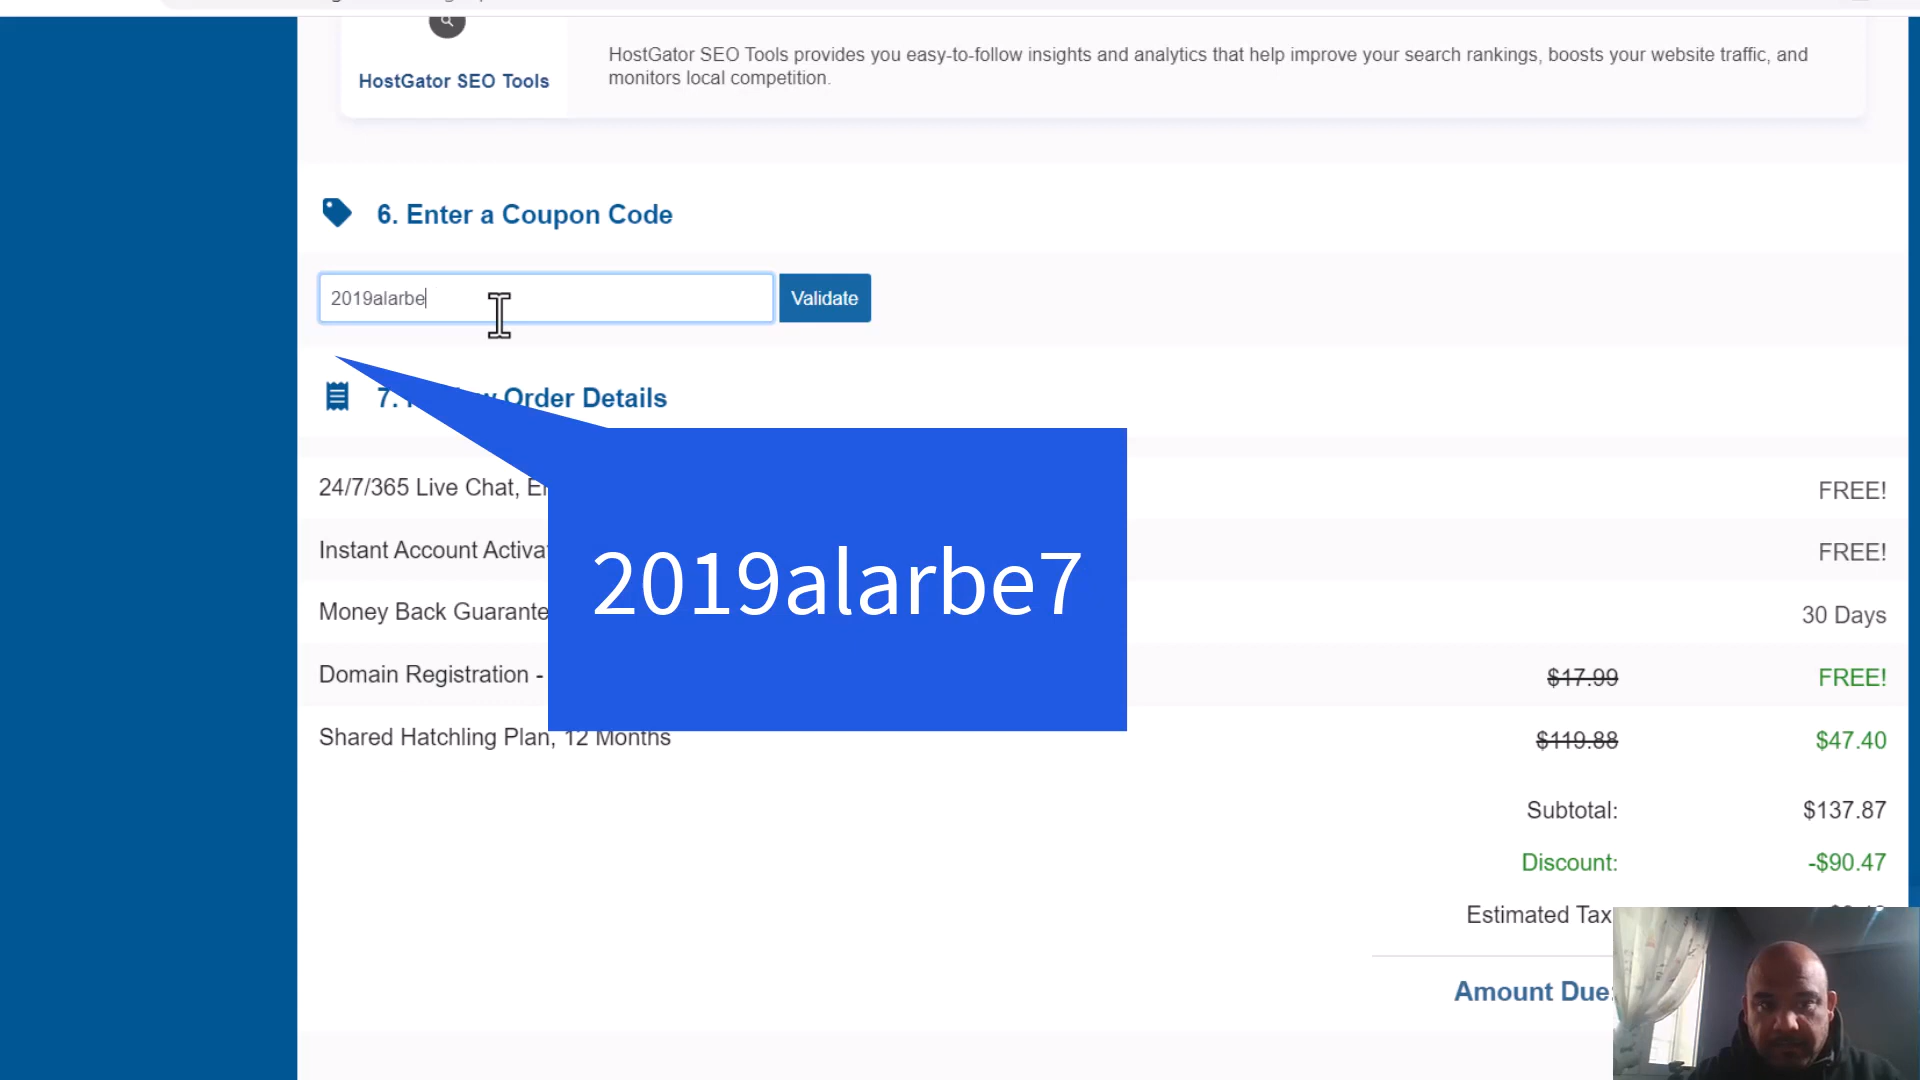 HostGator SEO Tools provides you easy-to-follow insights and analytics that help improve your search rankings, boosts your website traffic, and
monitors local competition.
HostGator SEO Tools
6. Enter a Coupon Code
2019alarbe
Validate
7. Order Details
24/7/365 Live Chat, FREE!
Instant Account FREE!
Money Back 30 Days
Domain Registration - $17.99 FREE!
Shared Hatchling Plan, 12 Months $119.88 $47.40
2019alarbe7
Subtotal: $137.87
Discount: -$90.47
Estimated Tax
Amount Due: